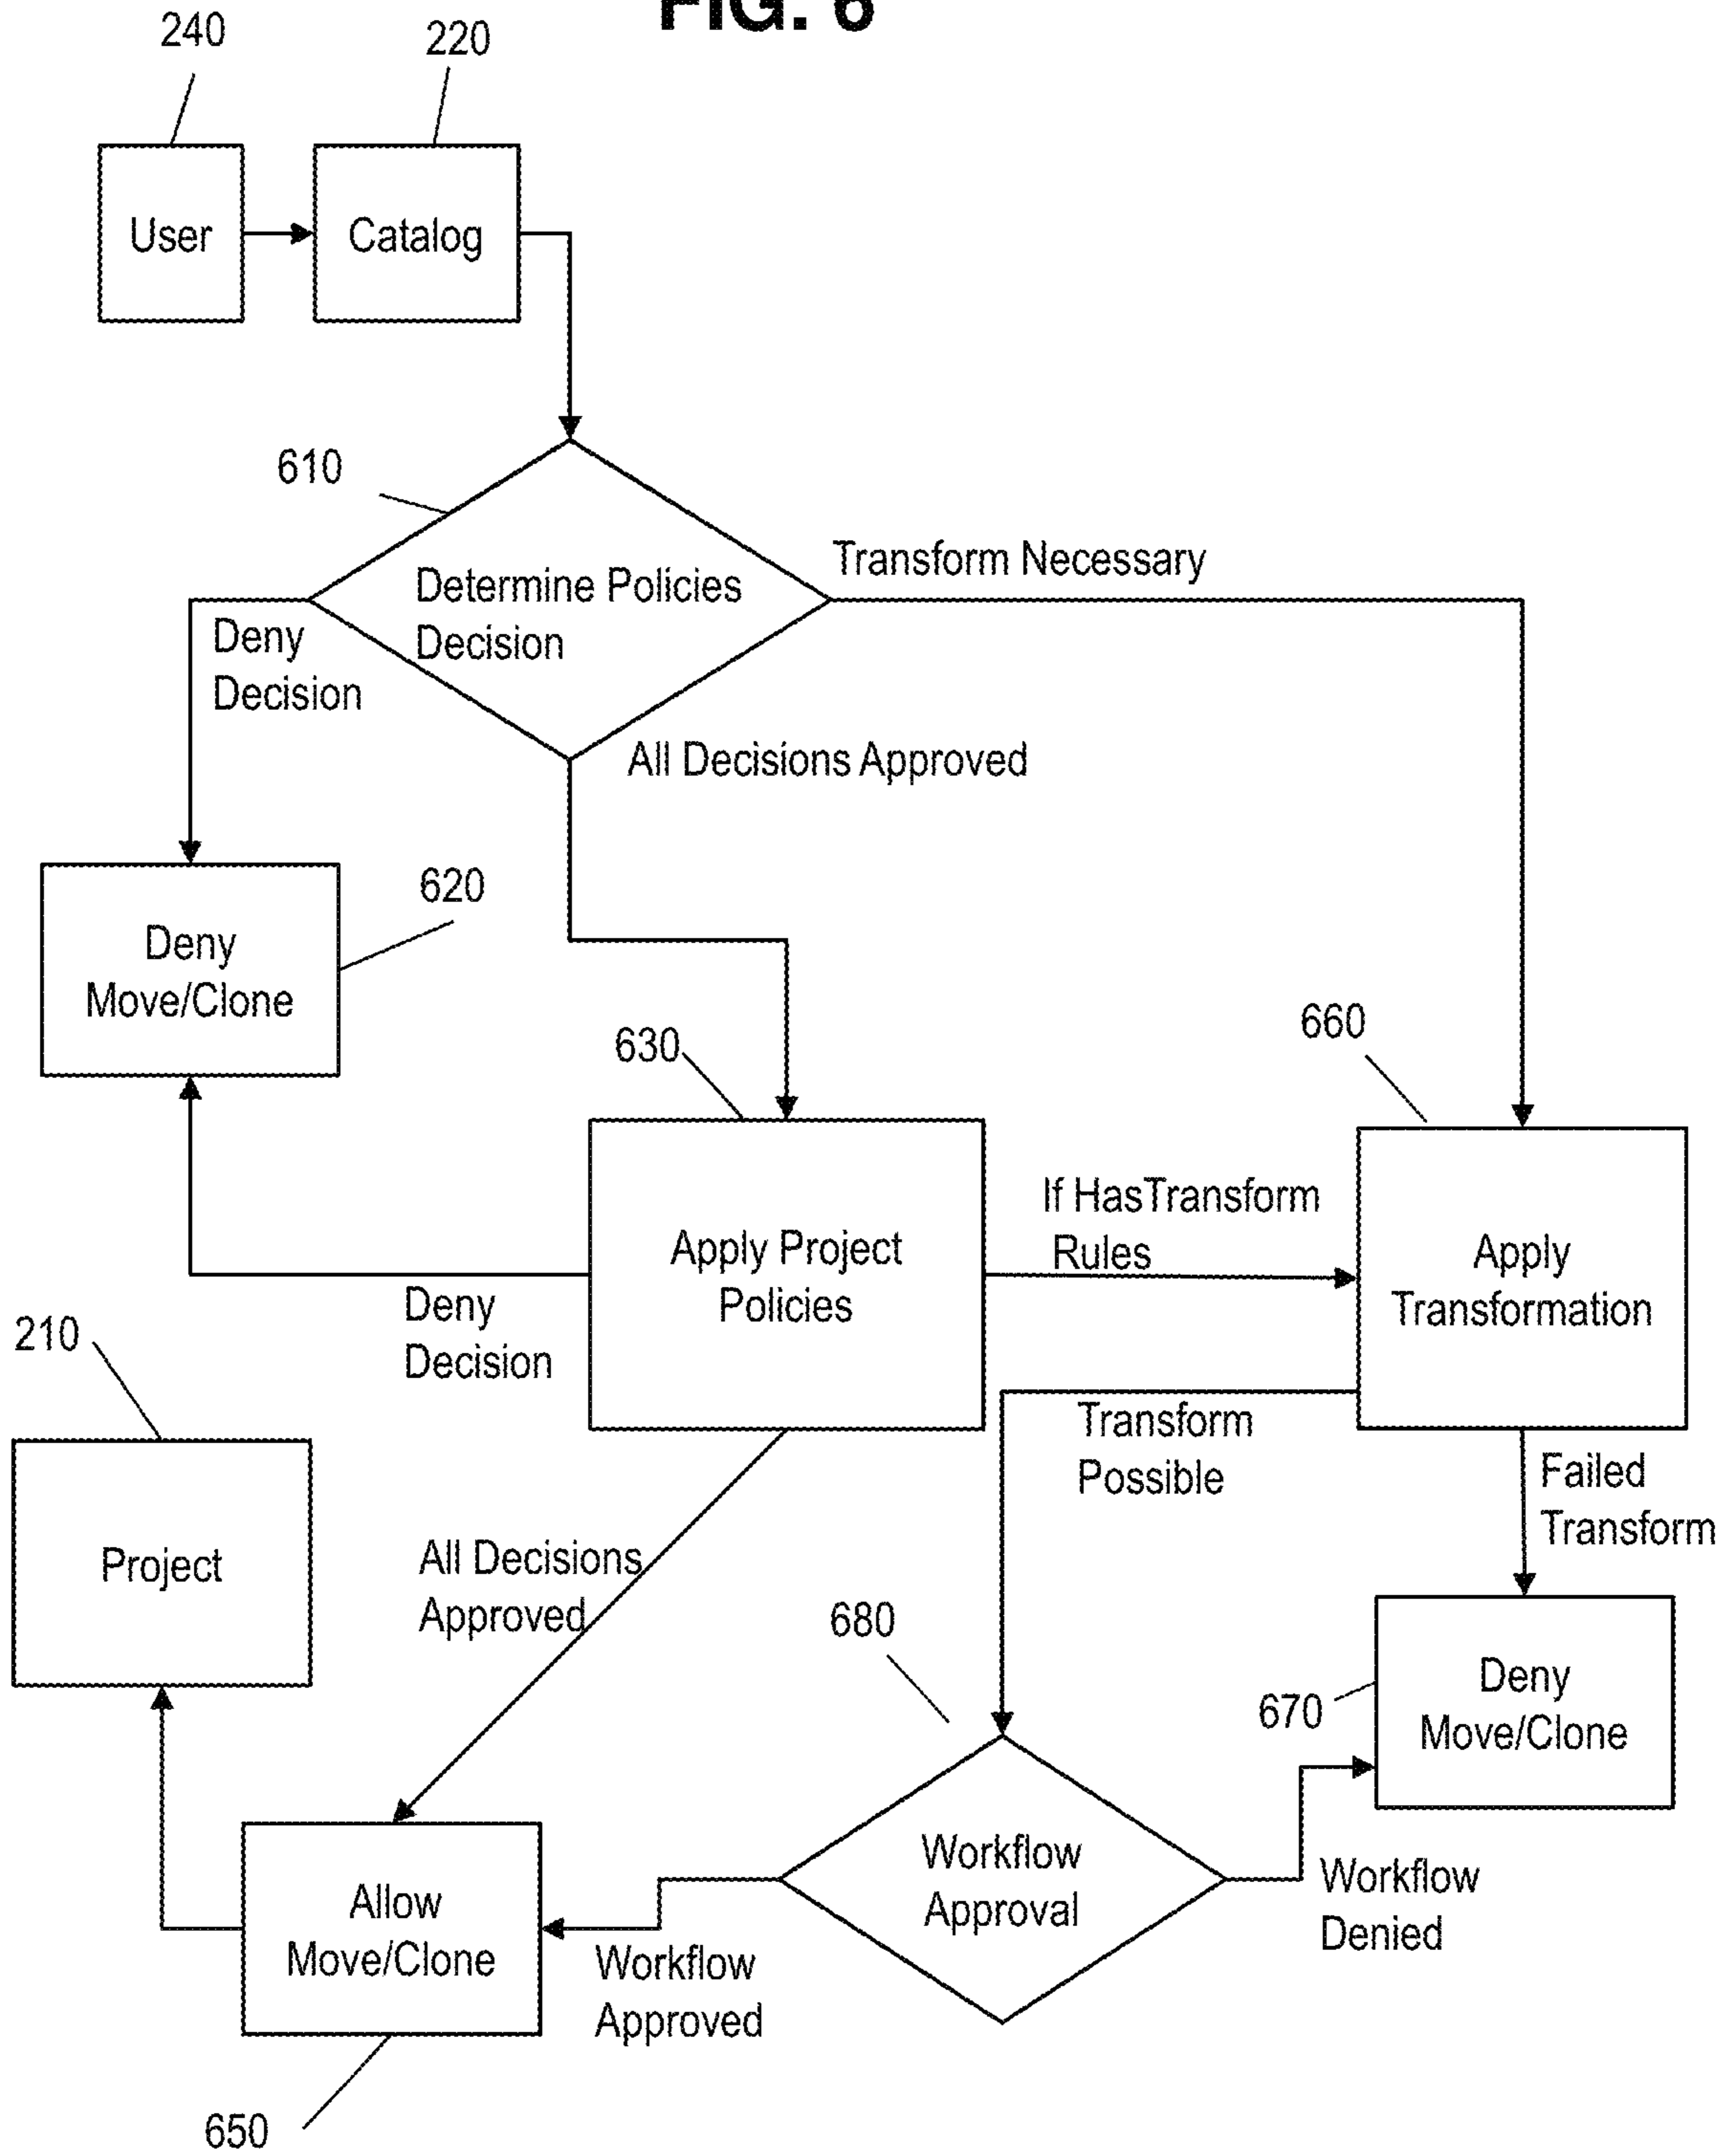 FIG. 6
240
220
User
Catalog
610
Determine Policies
Decision
Transform Necessary
Deny
Decision
All Decisions Approved
620
Deny
Move/Clone
630
660
If HasTransform
Rules
Apply Project
Policies
Apply
Transformation
Deny
Decision
210
Transform
Possible
Failed
Transform
Project
All Decisions
Approved
680
670
Deny
Move/Clone
Workflow
Approval
Workflow
Denied
Allow
Move/Clone
Workflow
Approved
650